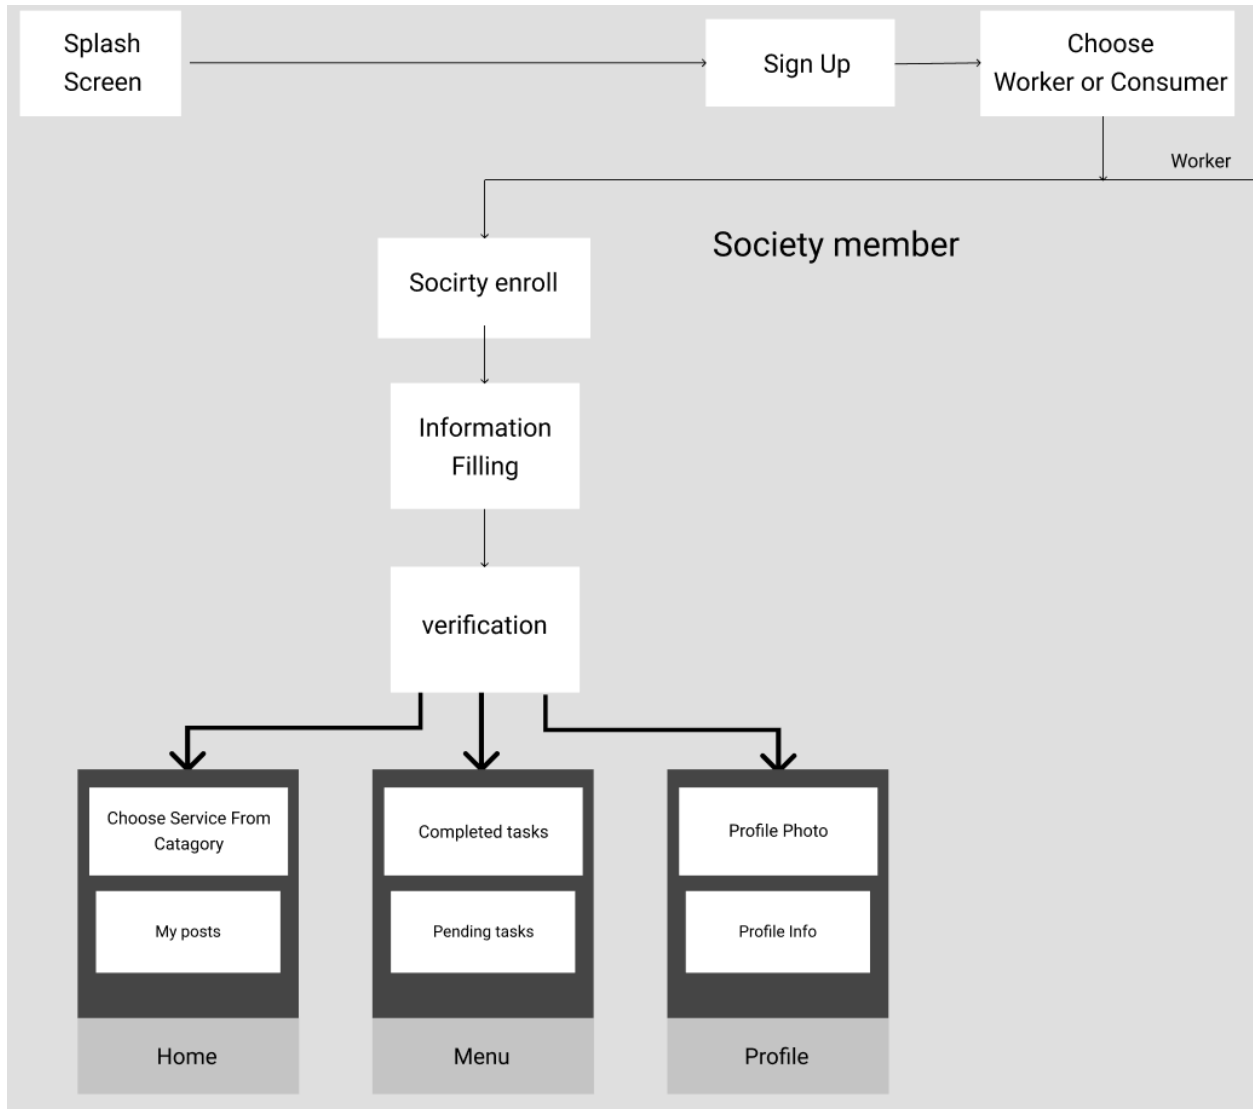 Splash
Screen
Sign Up
Choose
Worker or Consumer
Worker
Society member
Socirty enroll
Information
Filling
verification
Choose Service From
Catagory
My posts
Home
Completed tasks
Pending tasks
Menu
Profile Photo
Profile Info
Profile